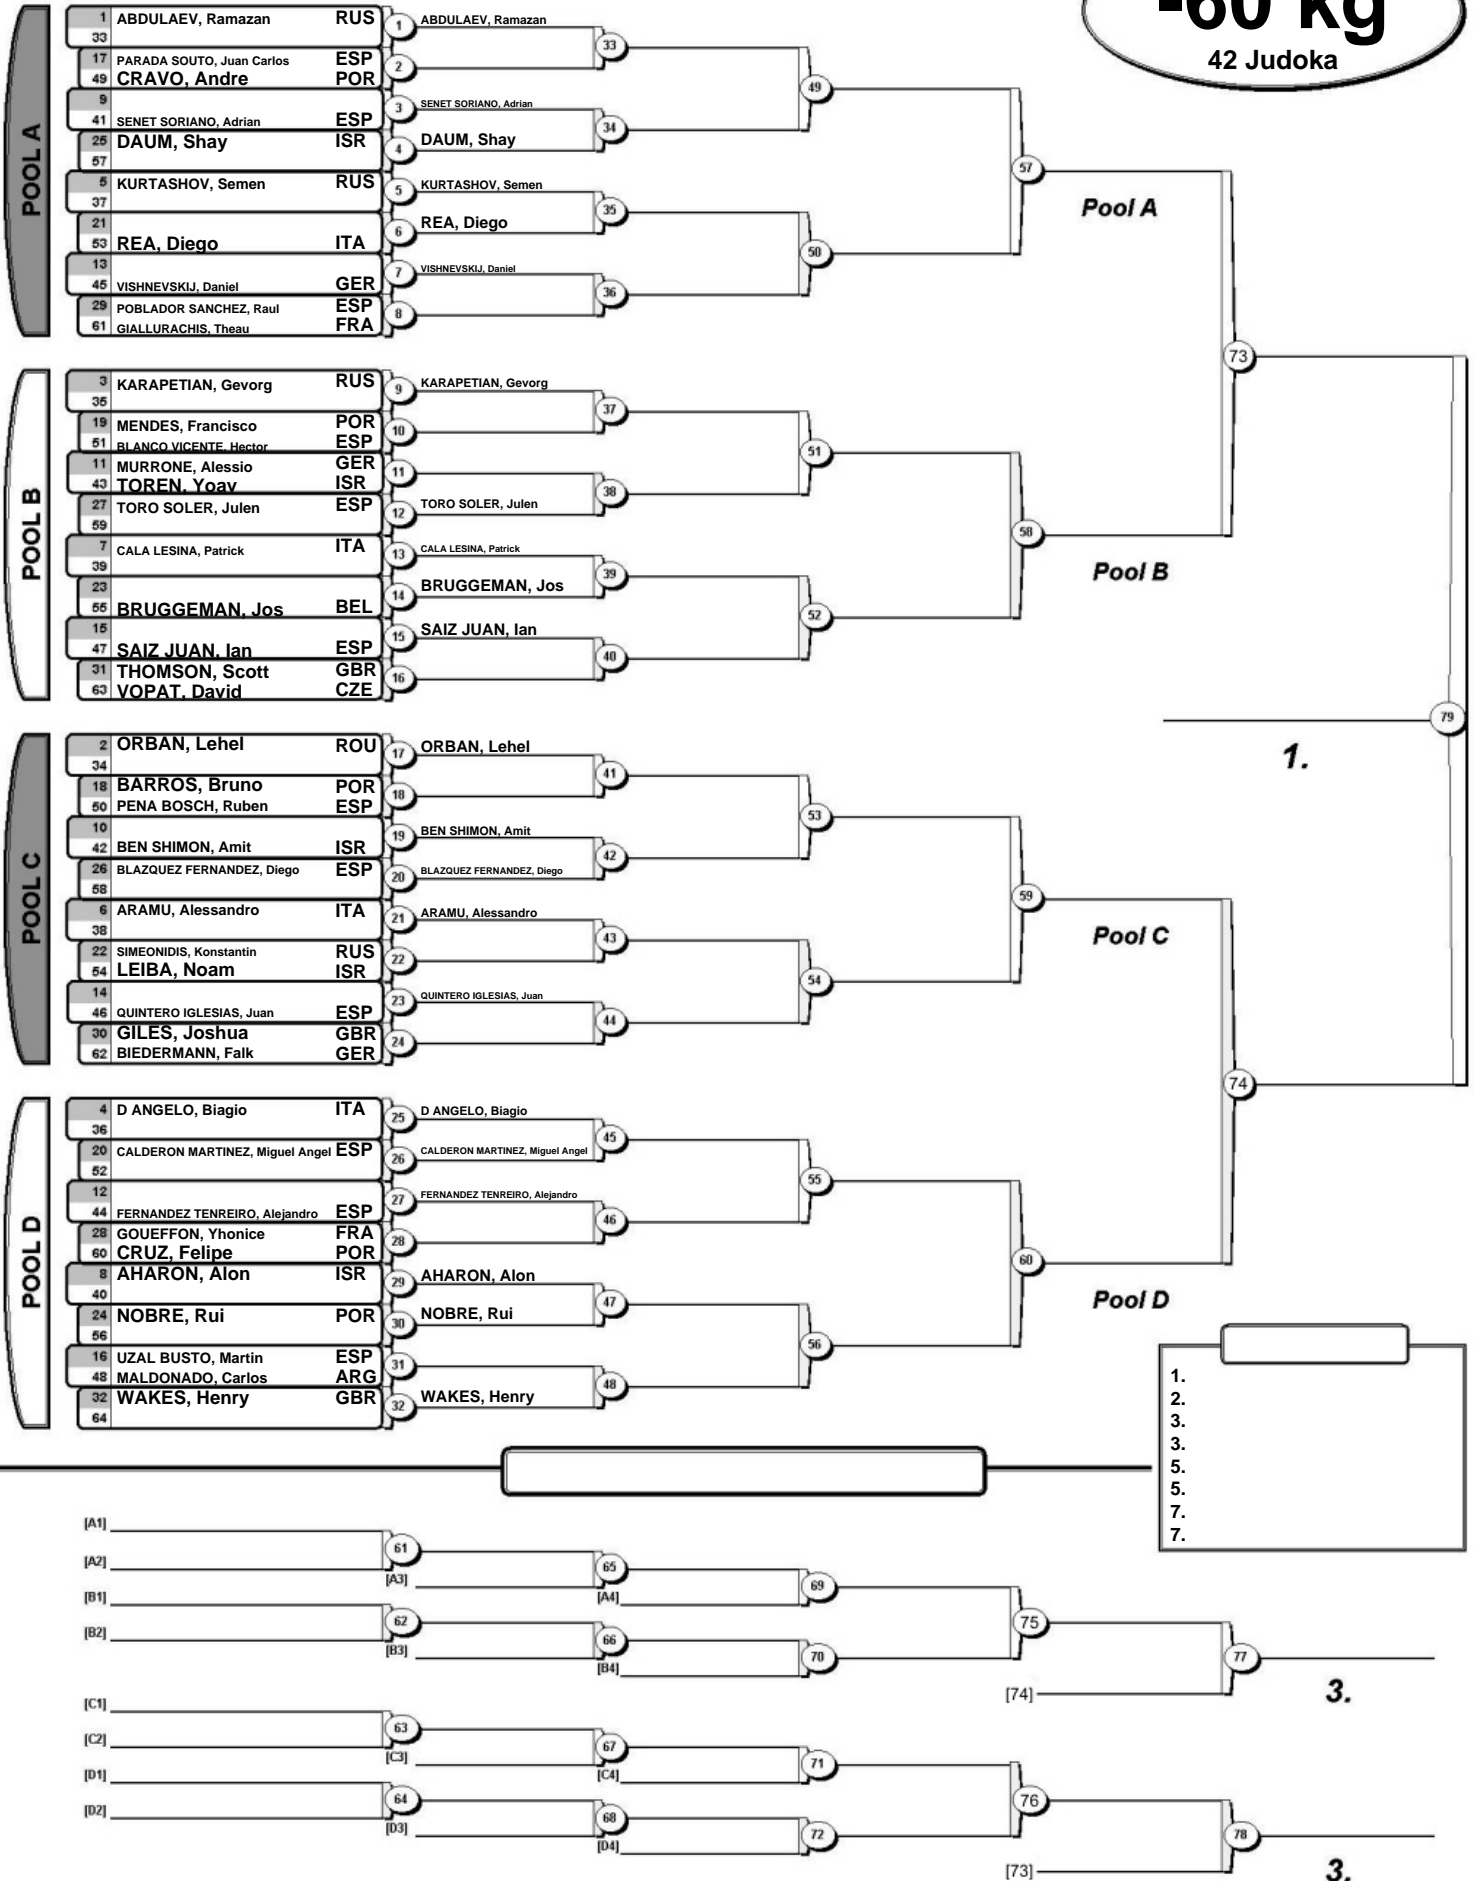 -60 kg
42 Judoka
POOL A
1 ABDULAEV, Ramazan RUS
33
1 ABDULAEV, Ramazan
17 PARADA SOUTO, Juan Carlos ESP
49 CRAVO, Andre POR
2
33
9
41 SENET SORIANO, Adrian ESP
3 SENET SORIANO, Adrian
25 DAUM, Shay ISR
57
4 DAUM, Shay
34
49
5 KURTASHOV, Semen RUS
37
5 KURTASHOV, Semen
21
53 REA, Diego ITA
6 REA, Diego
35
13
45 VISHNEVSKIJ, Daniel GER
7 VISHNEVSKIJ, Daniel
29 POBLADOR SANCHEZ, Raul ESP
61 GIALLURACHIS, Theau FRA
8
36
50
57
Pool A
73
POOL B
3 KARAPETIAN, Gevorg RUS
35
9 KARAPETIAN, Gevorg
19 MENDES, Francisco POR
51 BLANCO VICENTE, Hector ESP
10
37
11 MURRONE, Alessio GER
43 TOREN, Yoav ISR
11
27 TORO SOLER, Julen ESP
59
12 TORO SOLER, Julen
38
51
7 CALA LESINA, Patrick ITA
39
13 CALA LESINA, Patrick
23
55 BRUGGEMAN, Jos BEL
14 BRUGGEMAN, Jos
39
15
47 SAIZ JUAN, Ian ESP
15 SAIZ JUAN, Ian
31 THOMSON, Scott GBR
63 VOPAT, David CZE
16
40
52
58
Pool B
79
1.
POOL C
2 ORBAN, Lehel ROU
34
17 ORBAN, Lehel
18 BARROS, Bruno POR
50 PENA BOSCH, Ruben ESP
18
41
10
42 BEN SHIMON, Amit ISR
19 BEN SHIMON, Amit
26 BLAZQUEZ FERNANDEZ, Diego ESP
58
20 BLAZQUEZ FERNANDEZ, Diego
42
53
6 ARAMU, Alessandro ITA
38
21 ARAMU, Alessandro
22 SIMEONIDIS, Konstantin RUS
54 LEIBA, Noam ISR
22
43
14
46 QUINTERO IGLESIAS, Juan ESP
23 QUINTERO IGLESIAS, Juan
30 GILES, Joshua GBR
62 BIEDERMANN, Falk GER
24
44
54
59
Pool C
74
POOL D
4 D ANGELO, Biagio ITA
36
25 D ANGELO, Biagio
20 CALDERON MARTINEZ, Miguel Angel ESP
52
26 CALDERON MARTINEZ, Miguel Angel
45
12
44 FERNANDEZ TENREIRO, Alejandro ESP
27 FERNANDEZ TENREIRO, Alejandro
28 GOUEFFON, Yhonice FRA
60 CRUZ, Felipe POR
28
46
55
8 AHARON, Alon ISR
40
29 AHARON, Alon
24 NOBRE, Rui POR
56
30 NOBRE, Rui
47
16 UZAL BUSTO, Martin ESP
48 MALDONADO, Carlos ARG
31
32 WAKES, Henry GBR
64
32 WAKES, Henry
48
56
60
Pool D
1.
2.
3.
3.
5.
5.
7.
7.
[A1]
[A2]
61
[A3]
65
[A4]
69
[B1]
[B2]
62
[B3]
66
[B4]
70
75
[74]
77
3.
[C1]
[C2]
63
[C3]
67
[C4]
71
[D1]
[D2]
64
[D3]
68
[D4]
72
76
[73]
78
3.